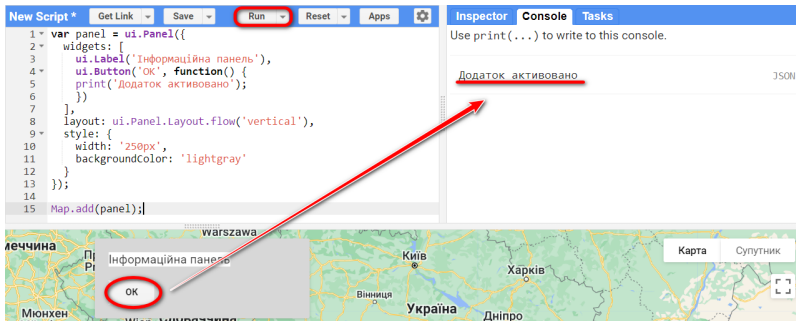 New Script *
Get Link
Save
Run
Reset
Apps
Inspector
Console
Tasks
1 var panel = ui.Panel({
2 widgets: [
3 ui.Label('Інформаційна панель'),
4 ui.Button('ОК', function() {
5 print('Додаток активовано');
6 })
7 ],
8 layout: ui.Panel.Layout.flow('vertical'),
9 style: {
10 width: '250px',
11 backgroundColor: 'lightgray'
12 }
13 });
14
15 Map.add(panel);
Use print(...) to write to this console.
Додаток активовано
JSON
Warszawa
меччина
Інформаційна панель
ОК
Мюнхен
Київ
Харків
Вінниця
Україна
Дніпро
Карта
Супутник